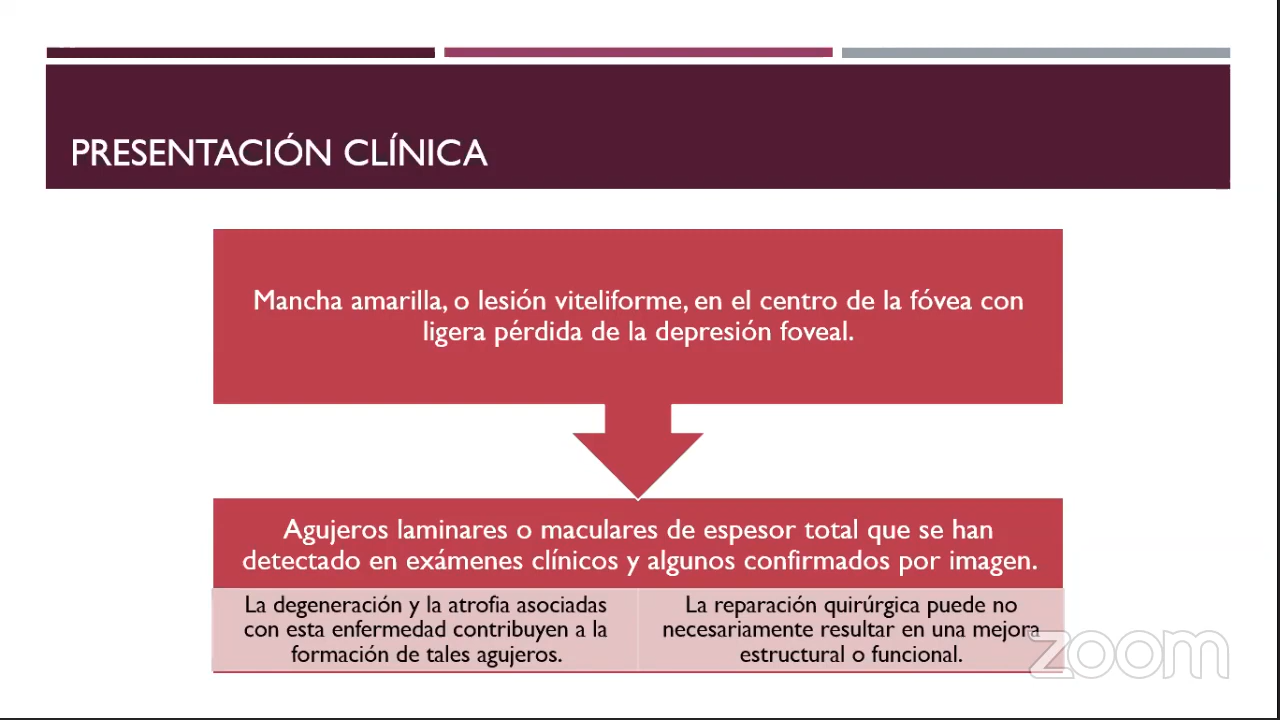 PRESENTACIÓN CLÍNICA
Mancha amarilla, o lesión viteliforme, en el centro de la fóvea con
ligera pérdida de la depresión foveal.
Agujeros laminares o maculares de espesor total que se han
detectado en exámenes clínicos y algunos confirmados por imagen.
La degeneración y la atrofia asociadas
con esta enfermedad contribuyen a la
formación de tales agujeros.
La reparación quirúrgica puede no
necesariamente resultar en una mejora
estructural o funcional.
zoom